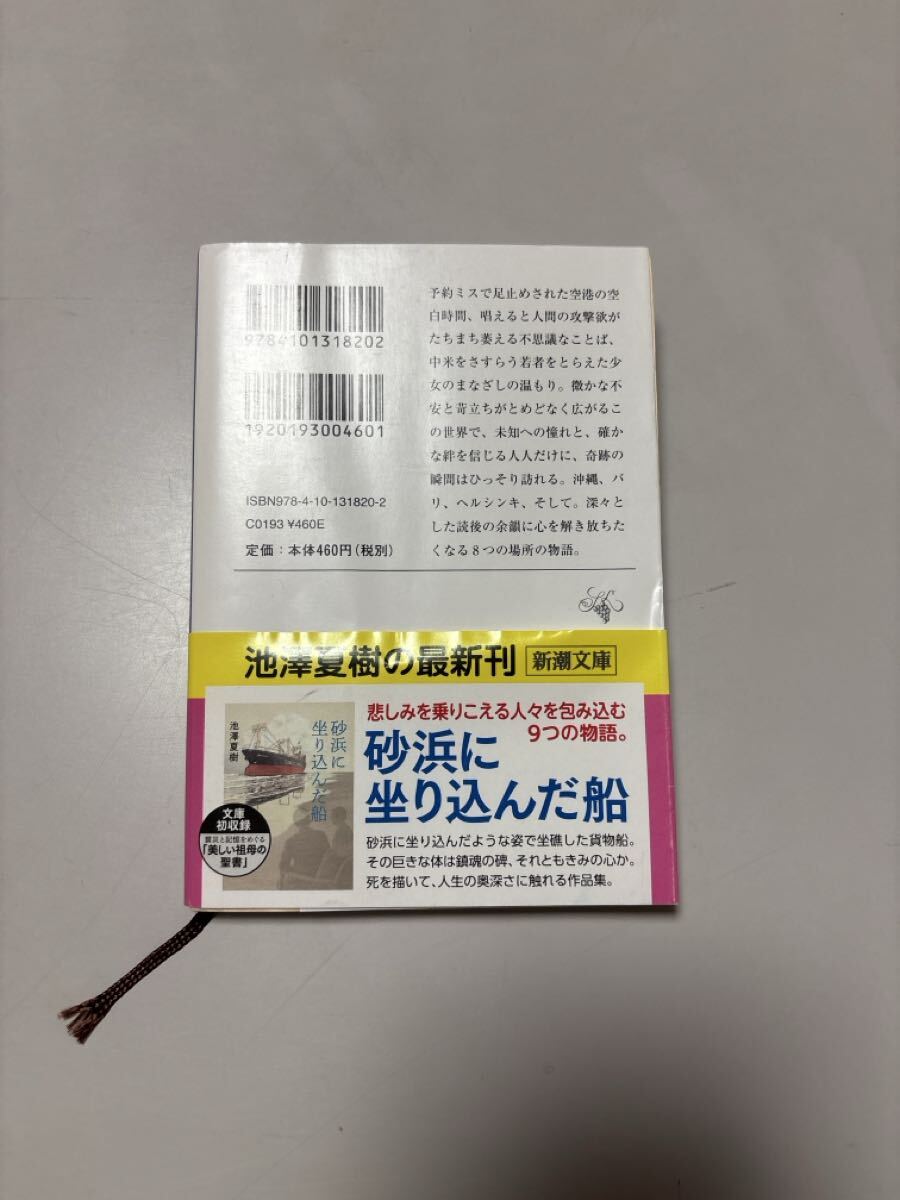 9784101318202
1920193004601
ISBN978-4-10-131820-2
C0193 ¥460E
定価：本体460円(税別)
予約ミスで足止めされた空港の空
白時間、唱えると人間の攻撃欲が
たちまち萎える不思議なことば、
中米をさすらう若者をとらえた少
女のまなざしの温もり。微かな不
安と苛立ちがとめどなく広がるこ
の世界で、未知への憧れと、確か
な絆を信じる人人だけに、奇跡の
瞬間はひっそり訪れる。沖縄、バ
リ、ヘルシンキ、そして。深々と
した読後の余韻に心を解き放ちた
くなる8つの場所の物語。
池澤夏樹の最新刊 新潮文庫
悲しみを乗りこえる人々を包み込む
9つの物語。
砂浜に
坐り込んだ船
砂浜に坐り込んだような姿で坐礁した貨物船。
その巨きな体は鎮魂の碑、それともきみの心か。
死を描いて、人生の奥深さに触れる作品集。
砂浜に
坐り込んだ船
池澤夏樹
文庫
初収録
震災と記憶をめぐる
「美しい祖母の
聖書」